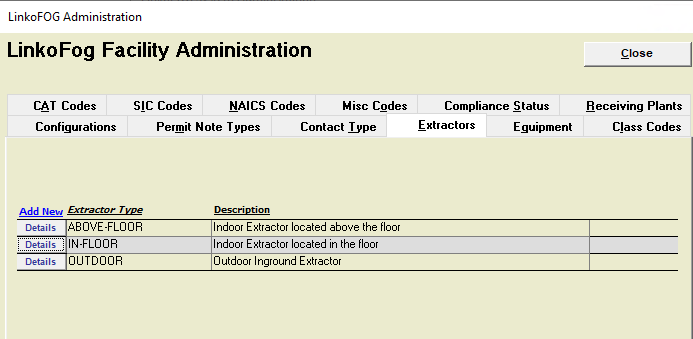 LinkoFOG Administration
LinkoFog Facility Administration
Close
CAT Codes SIC Codes NAICS Codes Misc Codes Compliance Status Receiving Plants
Configurations Permit Note Types Contact Type Extractors Equipment Class Codes
Add New Extractor Type Description
Details ABOVE-FLOOR Indoor Extractor located above the floor
Details IN-FLOOR Indoor Extractor located in the floor
Details OUTDOOR Outdoor Inground Extractor